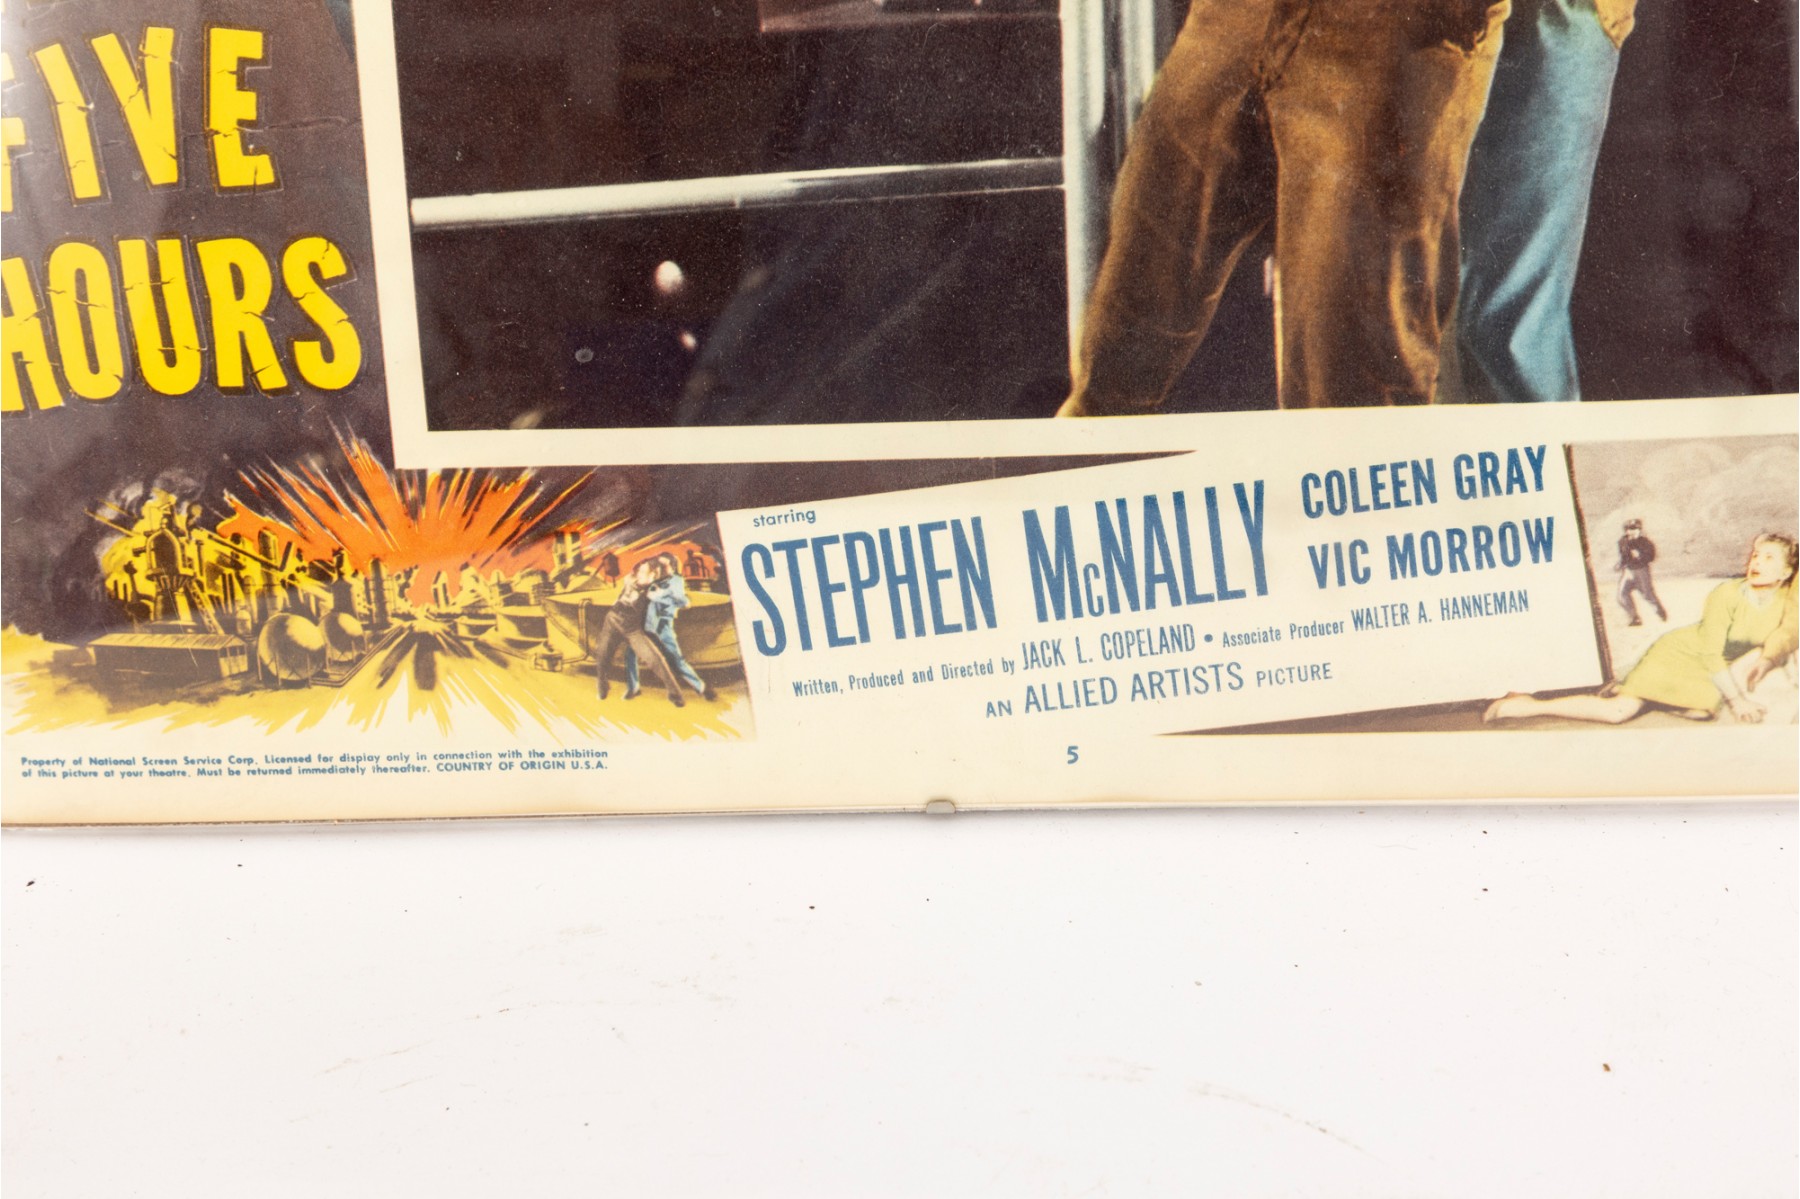 FIVE
HOURS
starring
STEPHEN McNALLY
COLEEN GRAY
VIC MORROW
Written, Produced and Directed by JACK L. COPELAND • Associate Producer WALTER A. HANNEMAN
AN ALLIED ARTISTS PICTURE
Property of National Screen Service Corp. Licensed for display only in connection with the exhibition
of this picture at your theatre. Must be returned immediately thereafter. COUNTRY OF ORIGIN U.S.A.
5